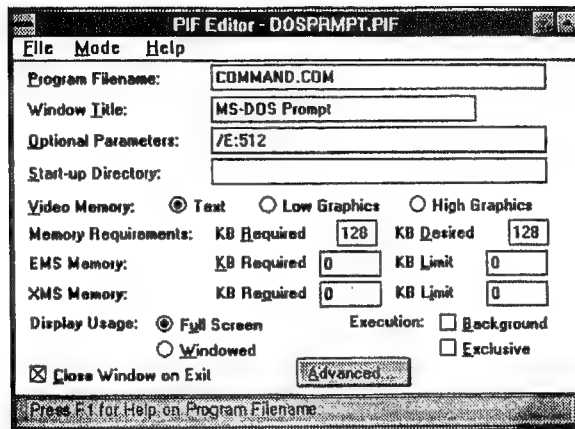 PIF Editor - DOSPRMPT.PIF
File Mode Help
Program Filename: COMMAND.COM
Window Title: MS-DOS Prompt
Optional Parameters: /E:512
Start-up Directory:
Video Memory: Text Low Graphics High Graphics
Memory Requirements: KB Required 128 KB Desired 128
EMS Memory: KB Required 0 KB Limit 0
XMS Memory: KB Required 0 KB Limit 0
Display Usage: Full Screen Execution: Background
Windowed Exclusive
Close Window on Exit Advanced...
Press F1 for Help on Program Filename.